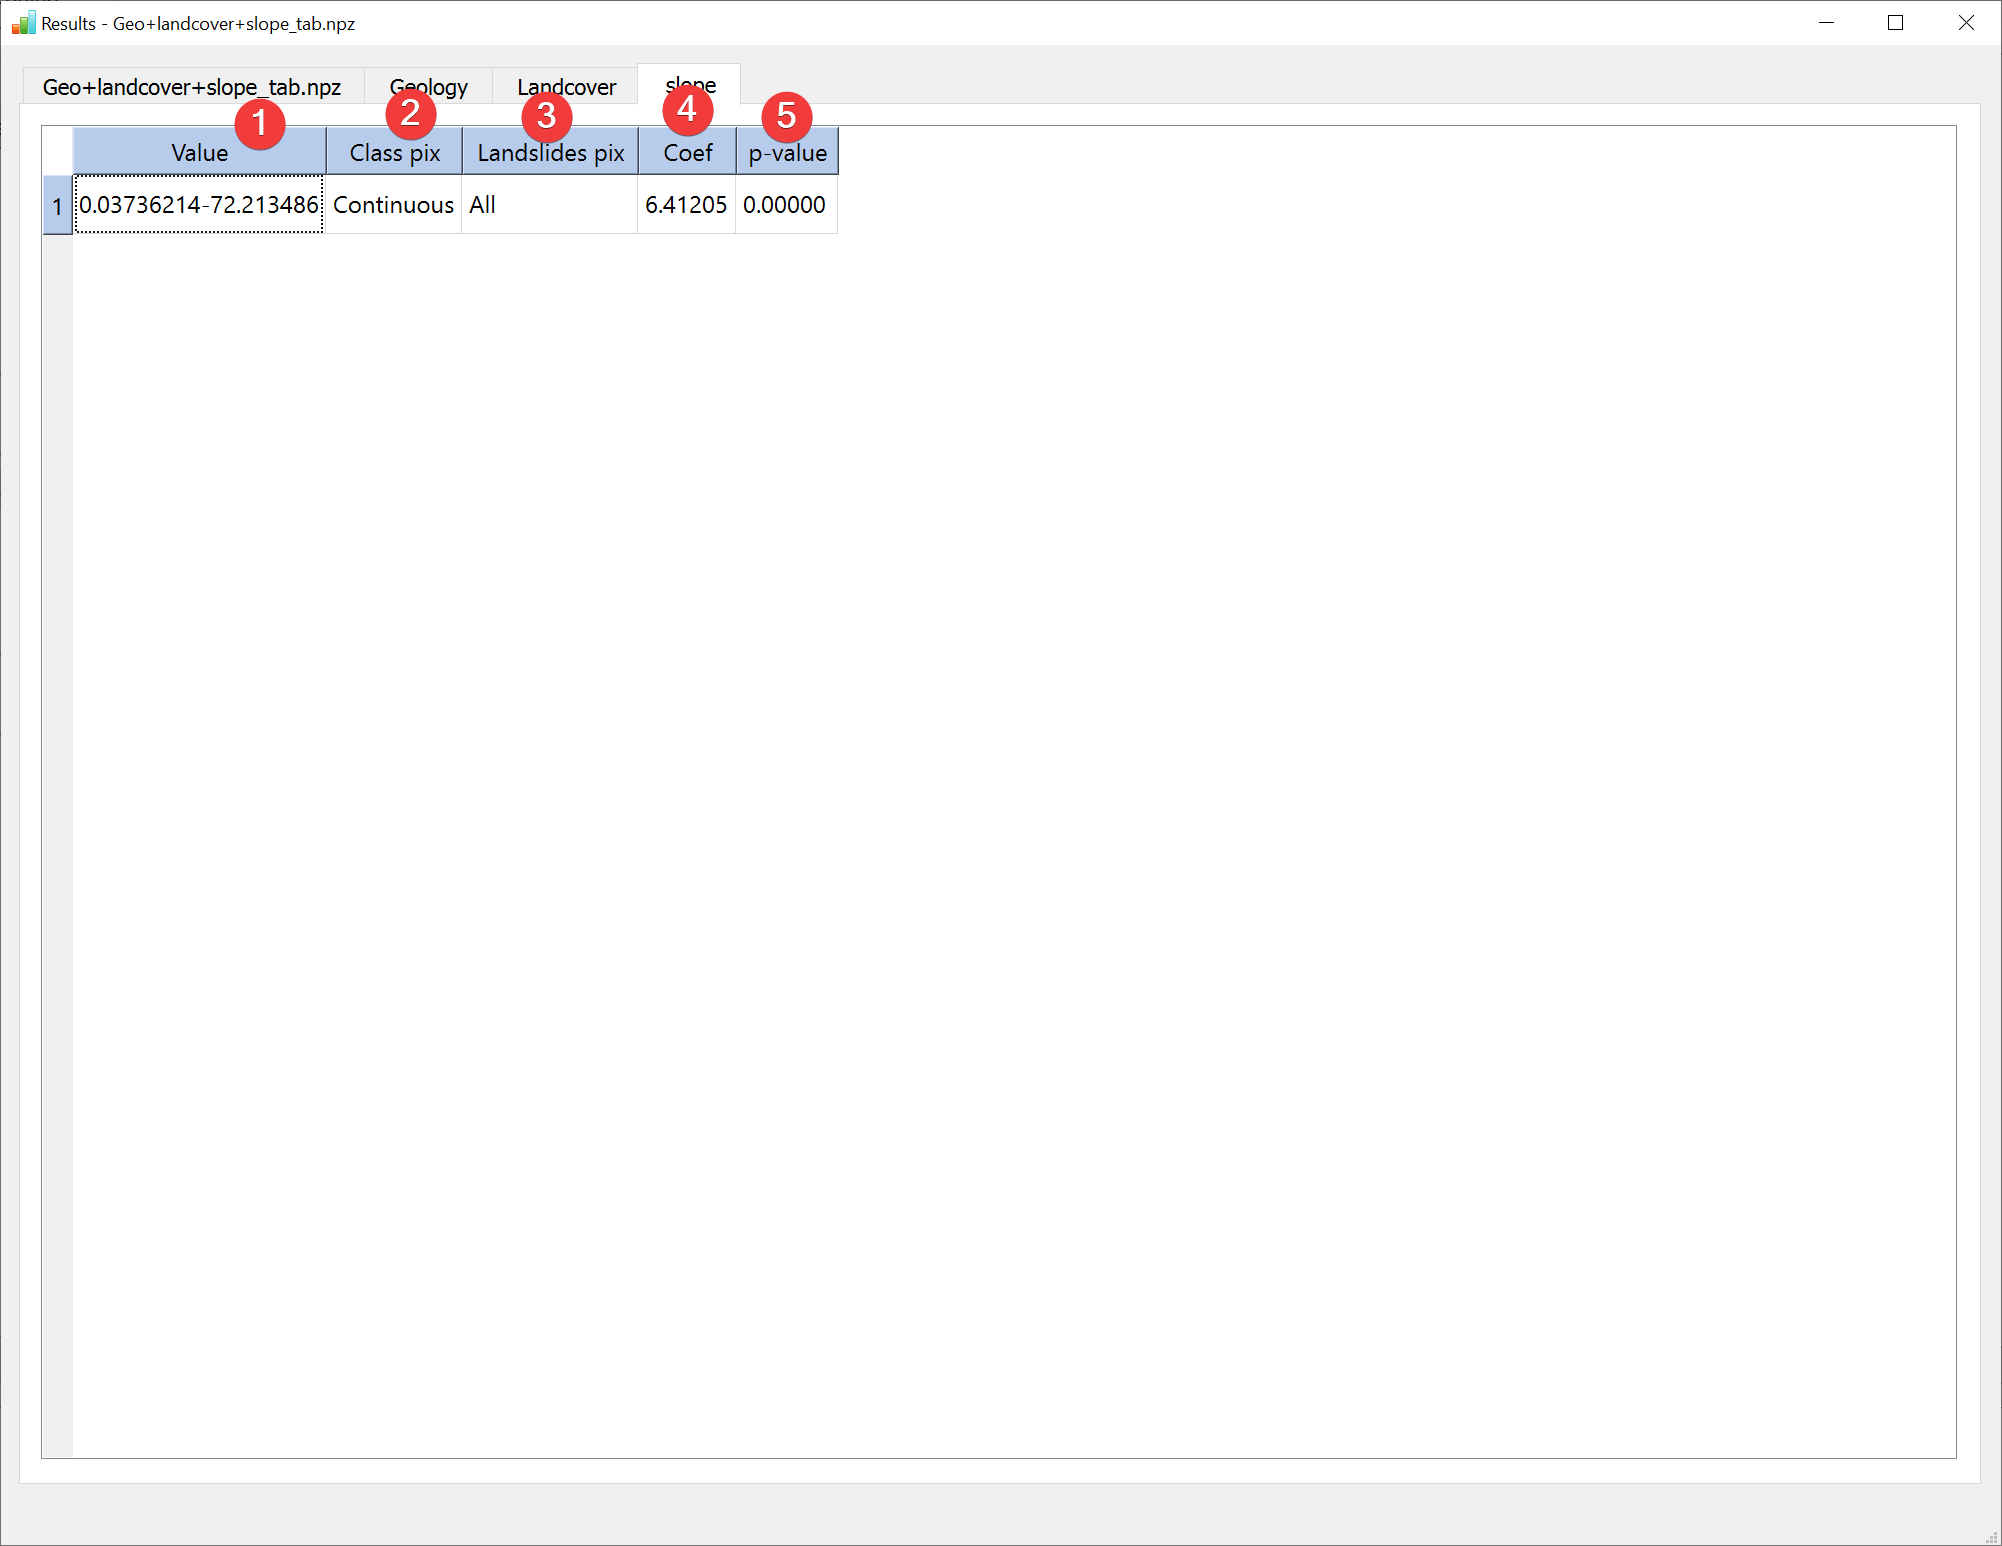 Results - Geo+landcover+slope_tab.npz
Geo+landcover+slope_tab.npz Geology Landcover slope
1 2 3 4 5
Value Class pix Landslides pix Coef p-value
1 0.03736214-72.213486 Continuous All 6.41205 0.00000